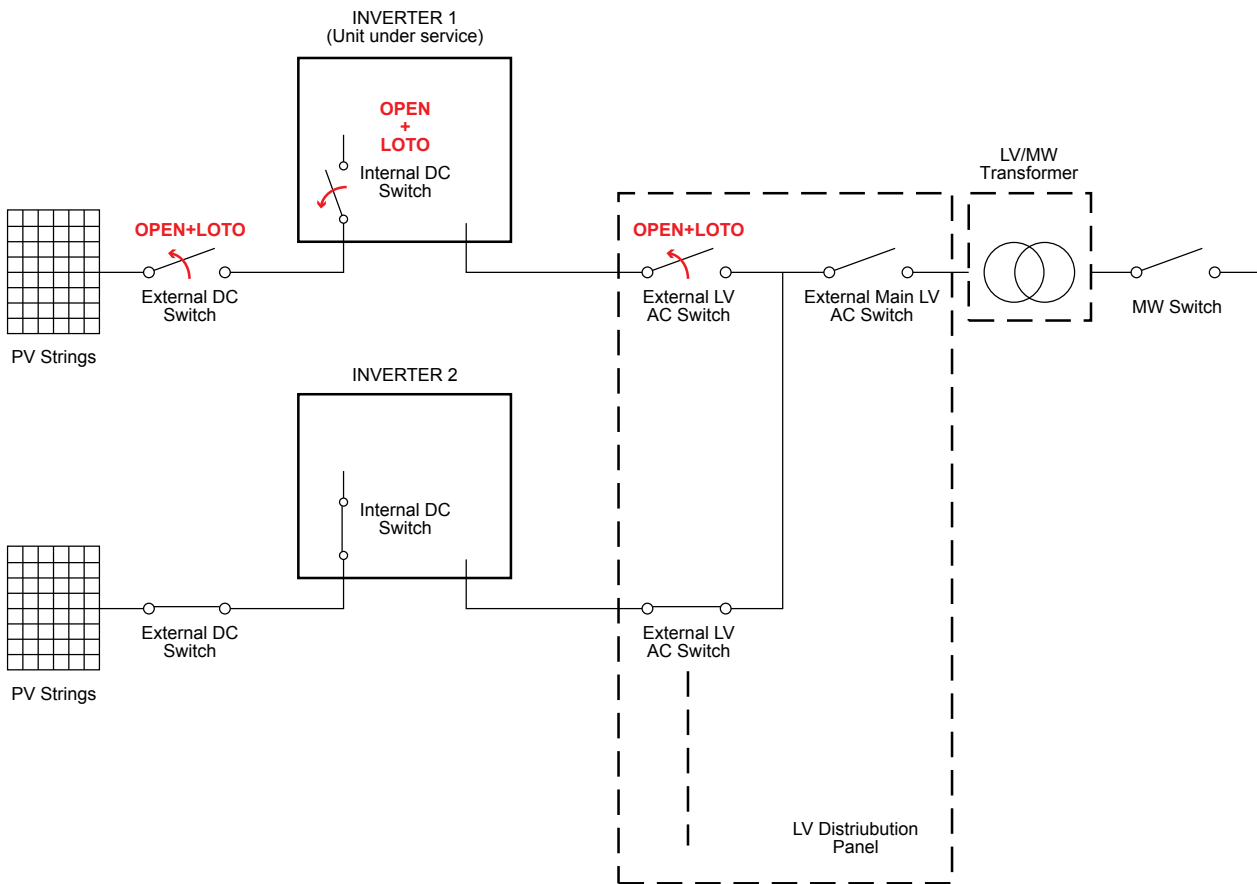 INVERTER 1
(Unit under service)
OPEN
+
LOTO
Internal DC
Switch
LV/MW
Transformer
OPEN+LOTO
External DC
Switch
PV Strings
OPEN+LOTO
External LV
AC Switch
External Main LV
AC Switch
MW Switch
INVERTER 2
Internal DC
Switch
External DC
Switch
PV Strings
External LV
AC Switch
LV Distriubution
Panel